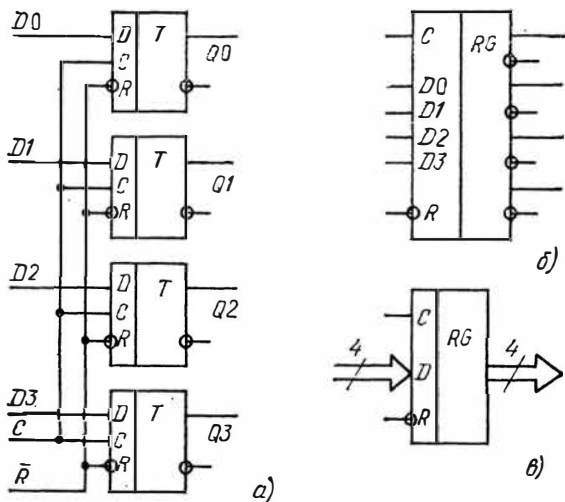 D0
D T
C
R
Q0
D1
D T
C
R
Q1
D2
D T
C
R
Q2
D3
C
D T
C
R
Q3
R̅
а)
C RG
D0
D1
D2
D3
R
б)
4
C RG
D
R
4
в)